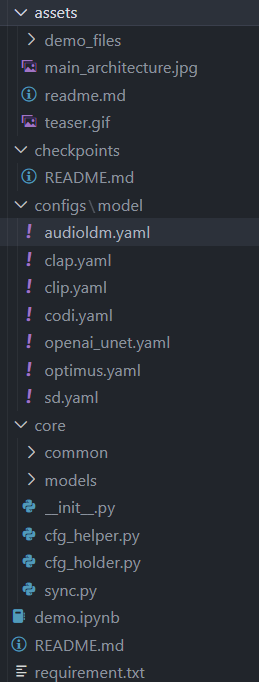 assets
demo_files
main_architecture.jpg
readme.md
teaser.gif
checkpoints
README.md
configs\model
audioldm.yaml
clap.yaml
clip.yaml
codi.yaml
openai_unet.yaml
optimus.yaml
sd.yaml
core
common
models
__init__.py
cfg_helper.py
cfg_holder.py
sync.py
demo.ipynb
README.md
requirement.txt